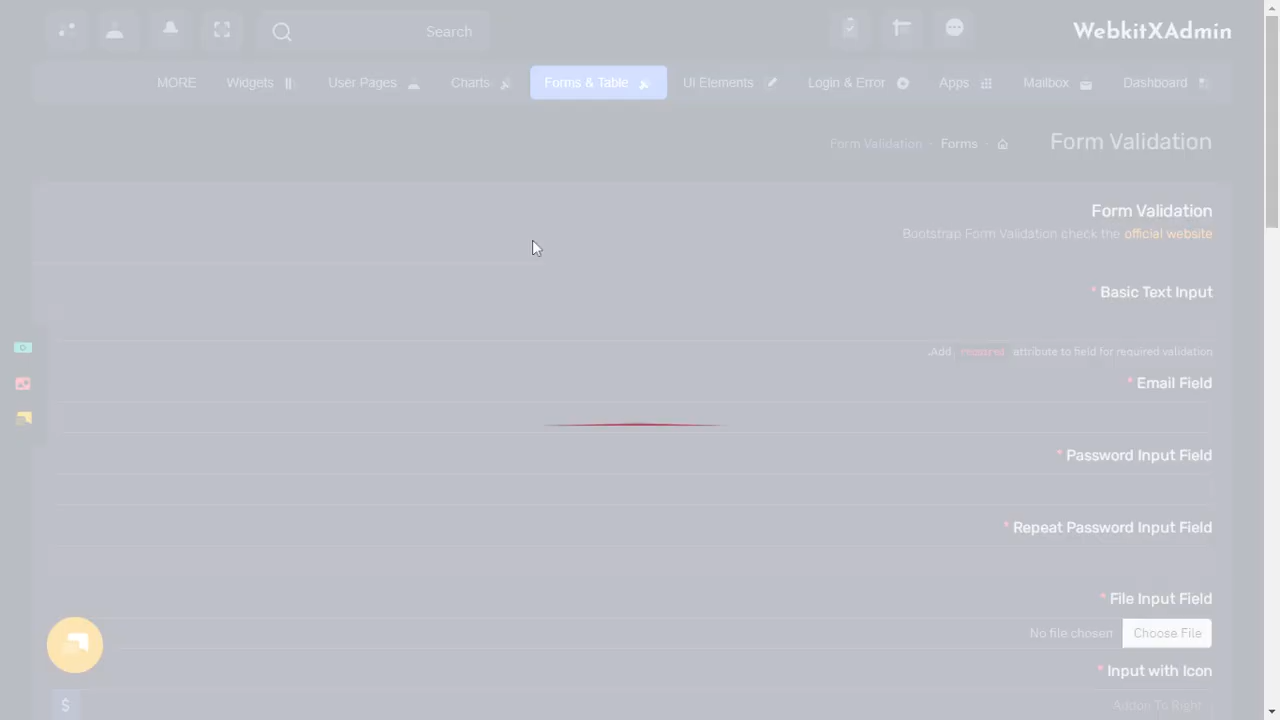 Search
WebkitXAdmin
MORE Widgets User Pages Charts Forms & Table UI Elements Login & Error Apps Mailbox Dashboard
Form Validation - Forms -
Form Validation
Form Validation
Bootstrap Form Validation check the official website
* Basic Text Input
.Add required attribute to field for required validation
* Email Field
* Password Input Field
* Repeat Password Input Field
* File Input Field
No file chosen Choose File
* Input with Icon
$ Addon To Right